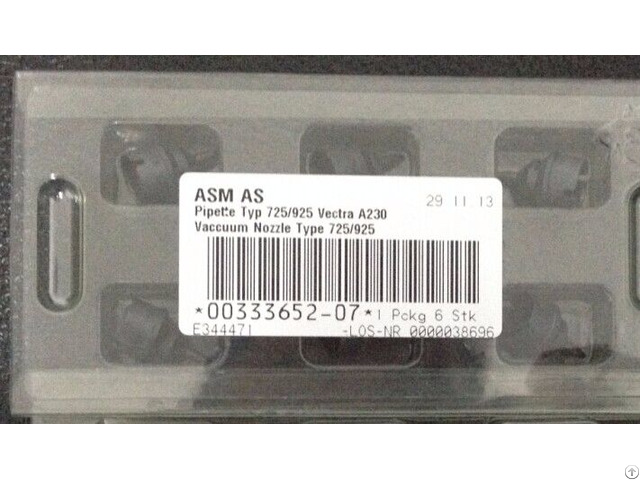 ASM AS 29 11 13
Pipette Typ 725/925 Vectra A230
Vaccuum Nozzle Type 725/925
*00333652-07* 1 Pckg 6 Stk
E344471 -LOS-NR 0000038696